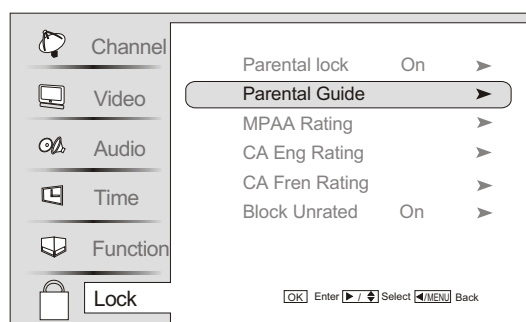 Channel
Video
Audio
Time
Function
Lock
Parental lock On
Parental Guide
MPAA Rating
CA Eng Rating
CA Fren Rating
Block Unrated On
OK Enter / Select /MENU Back